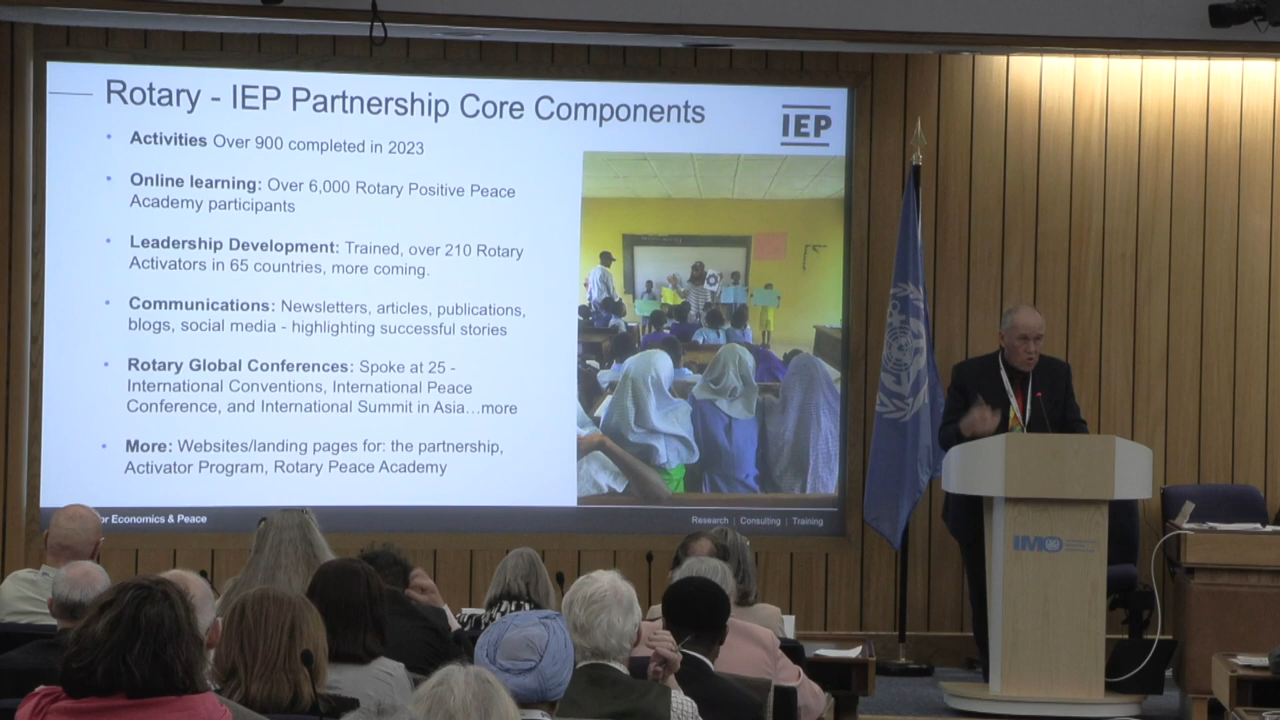 Rotary - IEP Partnership Core Components
IEP
• Activities Over 900 completed in 2023
• Online learning: Over 6,000 Rotary Positive Peace
Academy participants
• Leadership Development: Trained, over 210 Rotary
Activators in 65 countries, more coming.
• Communications: Newsletters, articles, publications,
blogs, social media - highlighting successful stories
• Rotary Global Conferences: Spoke at 25 -
International Conventions, International Peace
Conference, and International Summit in Asia…more
• More: Websites/landing pages for: the partnership,
Activator Program, Rotary Peace Academy
Economics & Peace
Research | Consulting | Training
IMO